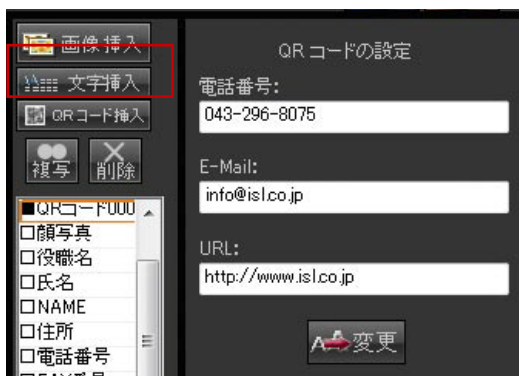 画像挿入
文字挿入
QRコード挿入
複写
削除
■QRコード000
□顔写真
□役職名
□氏名
□NAME
□住所
□電話番号
QRコードの設定
電話番号:
043-296-8075
E-Mail:
info@isl.co.jp
URL:
http://www.isl.co.jp
変更